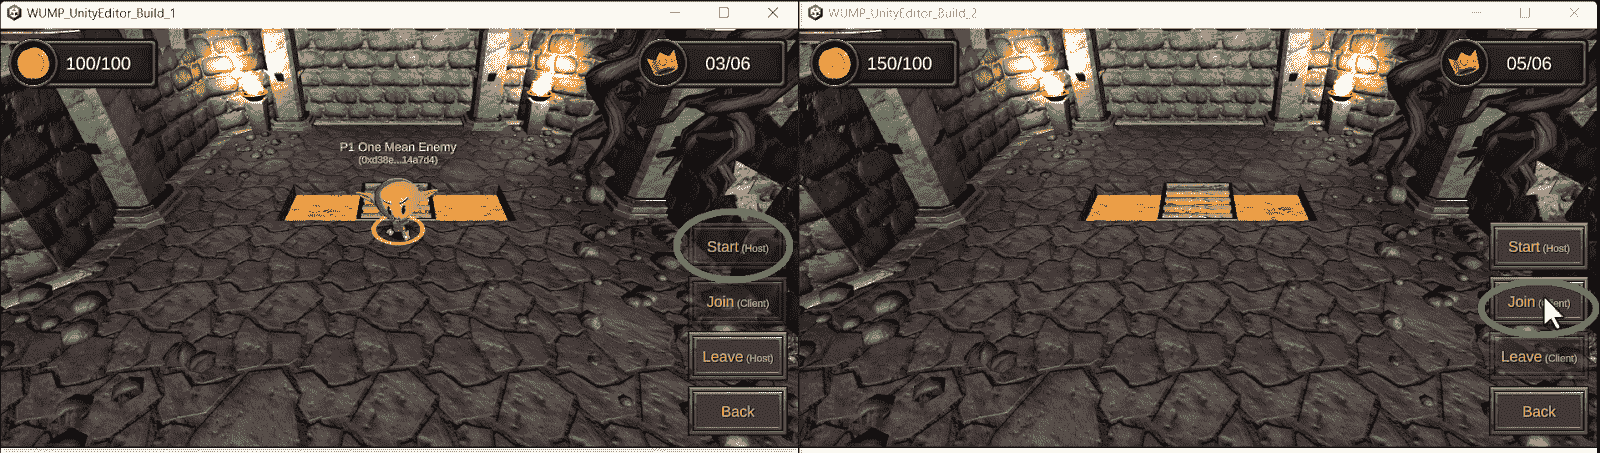 WUMP_UnityEditor_Build_1
100/100
03/06
P1 One Mean Enemy
(0xd38e...14a7d4)
Start (Host)
Join (Client)
Leave (Host)
Back
WUMP_UnityEditor_Build_2
150/100
05/06
Start (Host)
Join
Leave (Client)
Back